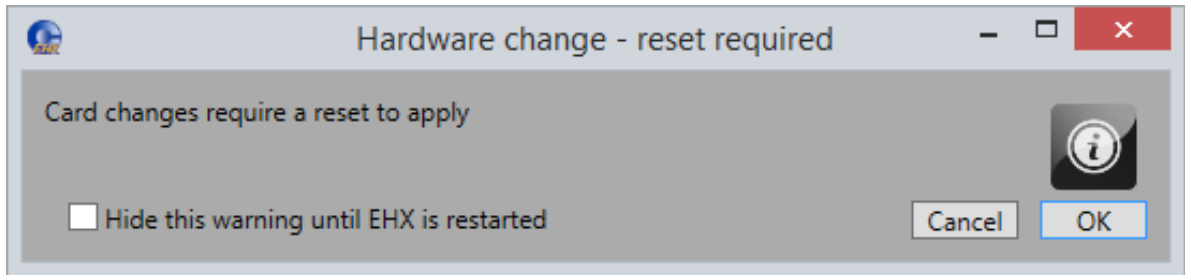 Hardware change - reset required
Card changes require a reset to apply
Hide this warning until EHX is restarted
Cancel OK